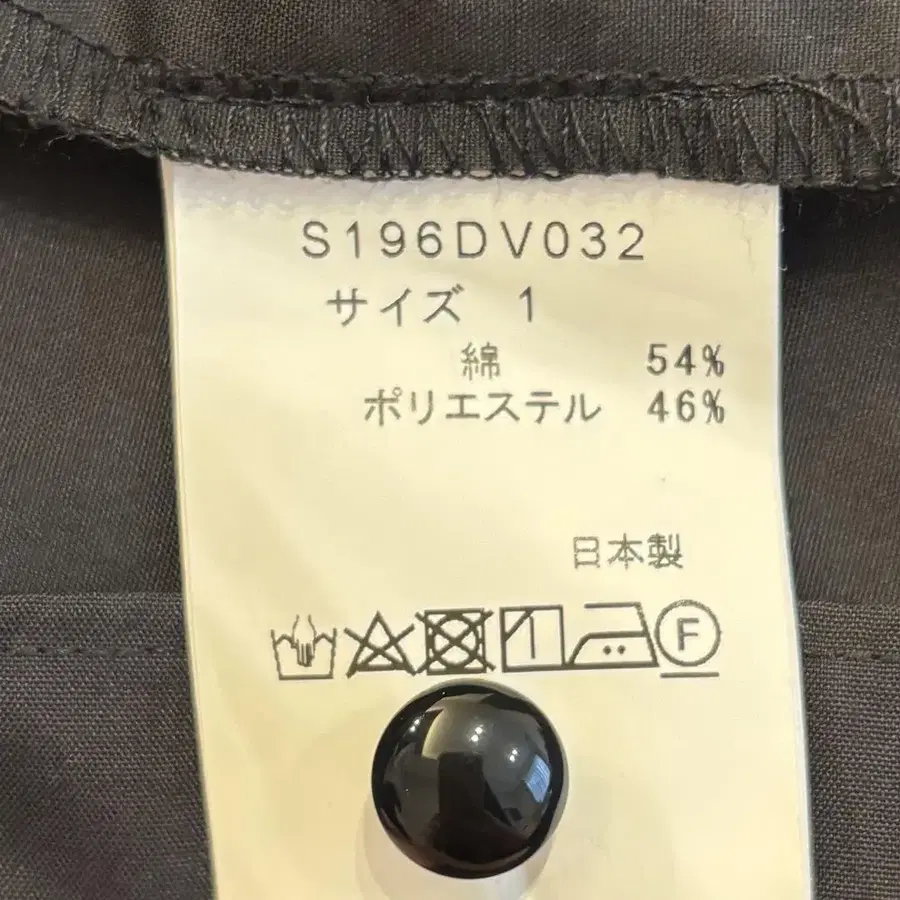 S196DV032
サイズ 1
綿 54%
ポリエステル 46%
日本製
F